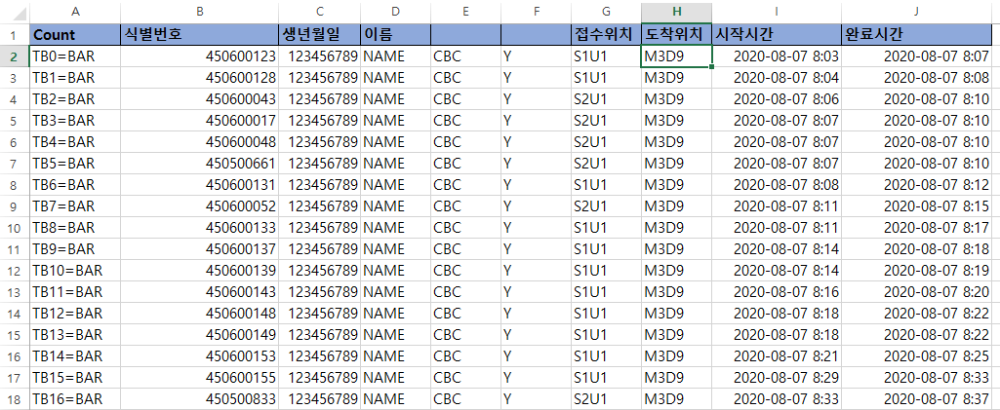 A B C D E F G H I J
1 Count 식별번호 생년월일 이름 접수위치 도착위치 시작시간 완료시간
2 TB0=BAR 450600123 123456789 NAME CBC Y S1U1 M3D9 2020-08-07 8:03 2020-08-07 8:07
3 TB1=BAR 450600128 123456789 NAME CBC Y S1U1 M3D9 2020-08-07 8:04 2020-08-07 8:08
4 TB2=BAR 450600043 123456789 NAME CBC Y S2U1 M3D9 2020-08-07 8:06 2020-08-07 8:10
5 TB3=BAR 450600017 123456789 NAME CBC Y S2U1 M3D9 2020-08-07 8:07 2020-08-07 8:10
6 TB4=BAR 450600048 123456789 NAME CBC Y S2U1 M3D9 2020-08-07 8:07 2020-08-07 8:10
7 TB5=BAR 450500661 123456789 NAME CBC Y S2U1 M3D9 2020-08-07 8:07 2020-08-07 8:10
8 TB6=BAR 450600131 123456789 NAME CBC Y S1U1 M3D9 2020-08-07 8:08 2020-08-07 8:12
9 TB7=BAR 450600052 123456789 NAME CBC Y S2U1 M3D9 2020-08-07 8:11 2020-08-07 8:15
10 TB8=BAR 450600133 123456789 NAME CBC Y S1U1 M3D9 2020-08-07 8:11 2020-08-07 8:17
11 TB9=BAR 450600137 123456789 NAME CBC Y S1U1 M3D9 2020-08-07 8:14 2020-08-07 8:18
12 TB10=BAR 450600139 123456789 NAME CBC Y S1U1 M3D9 2020-08-07 8:14 2020-08-07 8:19
13 TB11=BAR 450600143 123456789 NAME CBC Y S1U1 M3D9 2020-08-07 8:16 2020-08-07 8:20
14 TB12=BAR 450600148 123456789 NAME CBC Y S1U1 M3D9 2020-08-07 8:18 2020-08-07 8:22
15 TB13=BAR 450600149 123456789 NAME CBC Y S1U1 M3D9 2020-08-07 8:18 2020-08-07 8:22
16 TB14=BAR 450600153 123456789 NAME CBC Y S1U1 M3D9 2020-08-07 8:21 2020-08-07 8:25
17 TB15=BAR 450600155 123456789 NAME CBC Y S1U1 M3D9 2020-08-07 8:29 2020-08-07 8:33
18 TB16=BAR 450500833 123456789 NAME CBC Y S2U1 M3D9 2020-08-07 8:33 2020-08-07 8:37